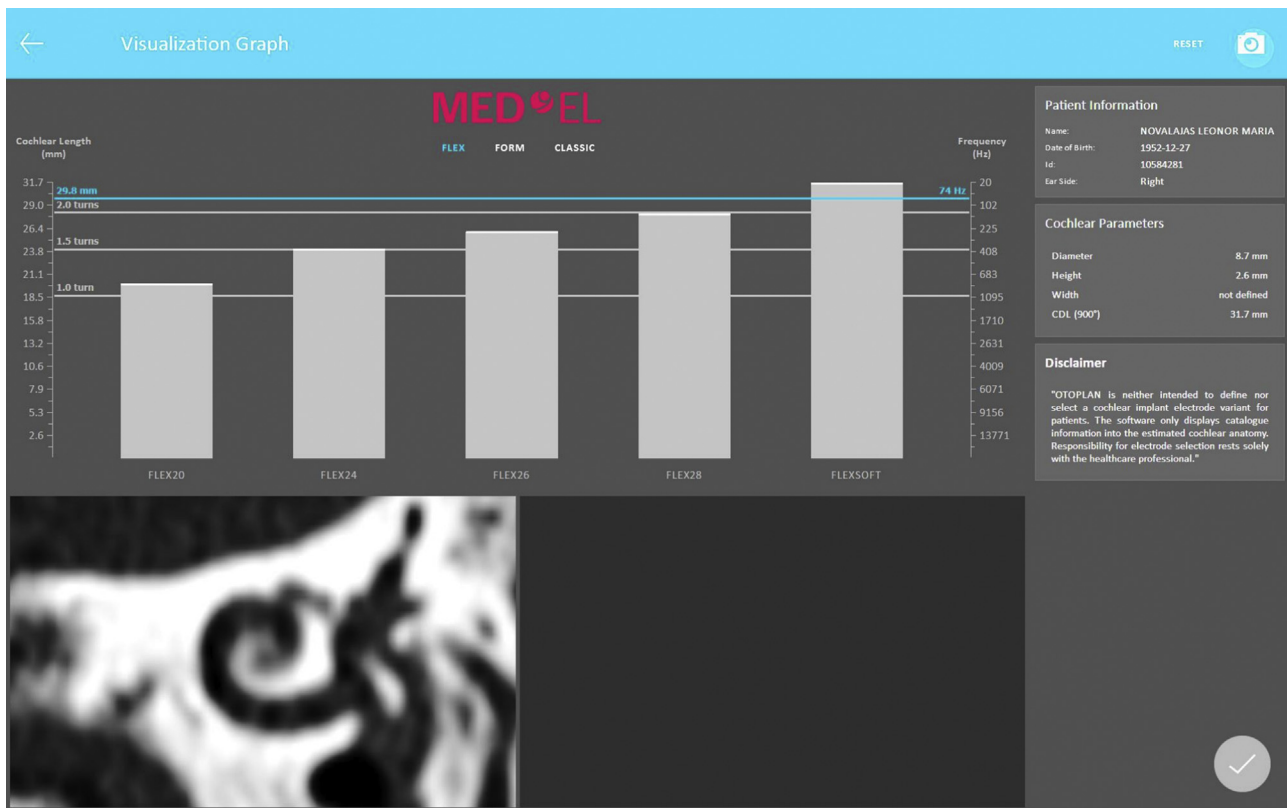 Visualization Graph
RESET
MED EL
FLEX FORM CLASSIC
Cochlear Length
(mm)
31.7
29.0
26.4
23.8
21.1
18.5
15.8
13.2
10.6
7.9
5.3
2.6
29.8 mm
2.0 turns
1.5 turns
1.0 turn
74 Hz
Frequency
(Hz)
20
102
225
408
683
1095
1710
2631
4009
6071
9156
13771
FLEX20 FLEX24 FLEX26 FLEX28 FLEXSOFT
Patient Information
Name: NOVALAJAS LEONOR MARIA
Date of Birth: 1952-12-27
Id: 10584281
Ear Side: Right
Cochlear Parameters
Diameter 8.7 mm
Height 2.6 mm
Width not defined
CDL (900°) 31.7 mm
Disclaimer
"OTOPLAN is neither intended to define nor
select a cochlear implant electrode variant for
patients. The software only displays catalogue
information into the estimated cochlear anatomy.
Responsibility for electrode selection rests solely
with the healthcare professional."